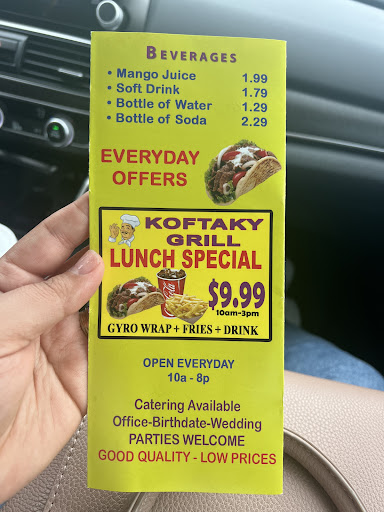 BEVERAGES
• Mango Juice 1.99
• Soft Drink 1.79
• Bottle of Water 1.29
• Bottle of Soda 2.29
EVERYDAY
OFFERS
KOFTAKY
GRILL
LUNCH SPECIAL
$9.99
10am-3pm
GYRO WRAP + FRIES + DRINK
OPEN EVERYDAY
10a - 8p
Catering Available
Office-Birthdate-Wedding
PARTIES WELCOME
GOOD QUALITY - LOW PRICES